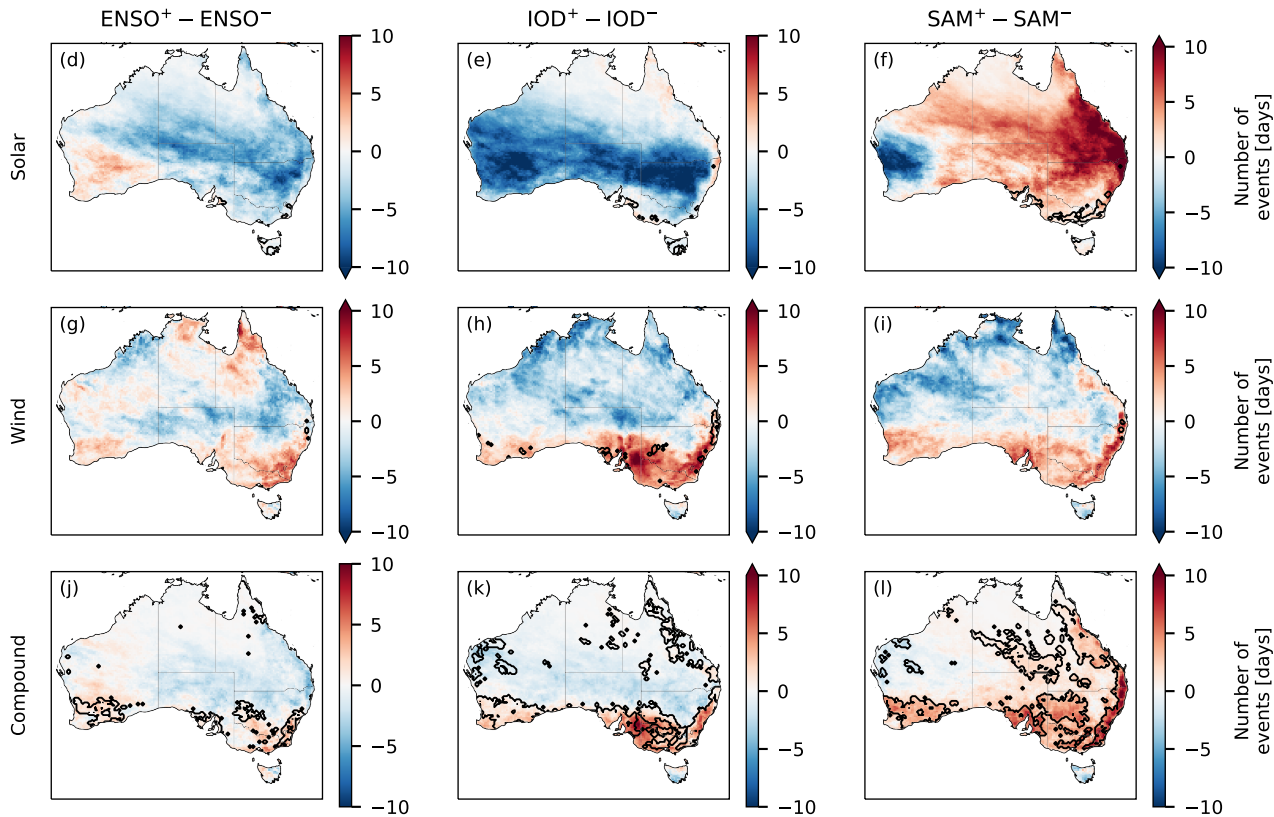 ENSO⁺ − ENSO⁻ IOD⁺ − IOD⁻ SAM⁺ − SAM⁻
Solar
(d)
10
5
0
−5
−10
(e)
10
5
0
−5
−10
(f)
10
5
0
−5
−10
Number of
events [days]
Wind
(g)
10
5
0
−5
−10
(h)
10
5
0
−5
−10
(i)
10
5
0
−5
−10
Number of
events [days]
Compound
(j)
10
5
0
−5
−10
(k)
10
5
0
−5
−10
(l)
10
5
0
−5
−10
Number of
events [days]